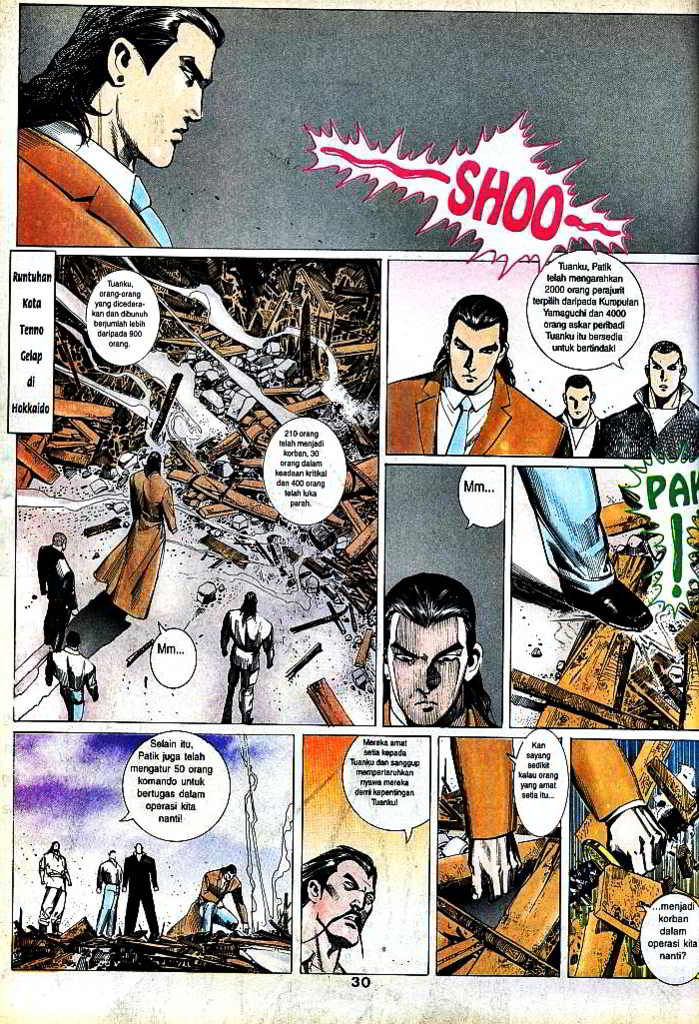 SHOO
Runtuhan
Kota
Tenno
Gelap
di
Hokkaido
Tuanku,
orang-orang
yang dicedera-
kan dan dibunuh
berjumlah lebih
daripada 900
orang.
210 orang
telah menjadi
korban, 30
orang dalam
keadaan kritikal
dan 400 orang
telah luka
parah.
Mm...
Tuanku, Patik
telah mengarahkan
2000 orang perajurit
terpilih daripada Kumpulan
Yamaguchi dan 4000
orang askar peribadi
Tuanku itu bersedia
untuk bertindak!
Mm...
PAK
!
Selain itu,
Patik juga telah
mengatur 50 orang
komando untuk
bertugas dalam
operasi kita
nanti!
Mereka amat
setia kepada
Tuanku dan sanggup
mempertaruhkan
nyawa mereka
demi kepentingan
Tuanku!
Kan
sedikit
kalau orang
yang amat
setia itu...
...menjadi
korban dalam
operasi kita
nanti?
30